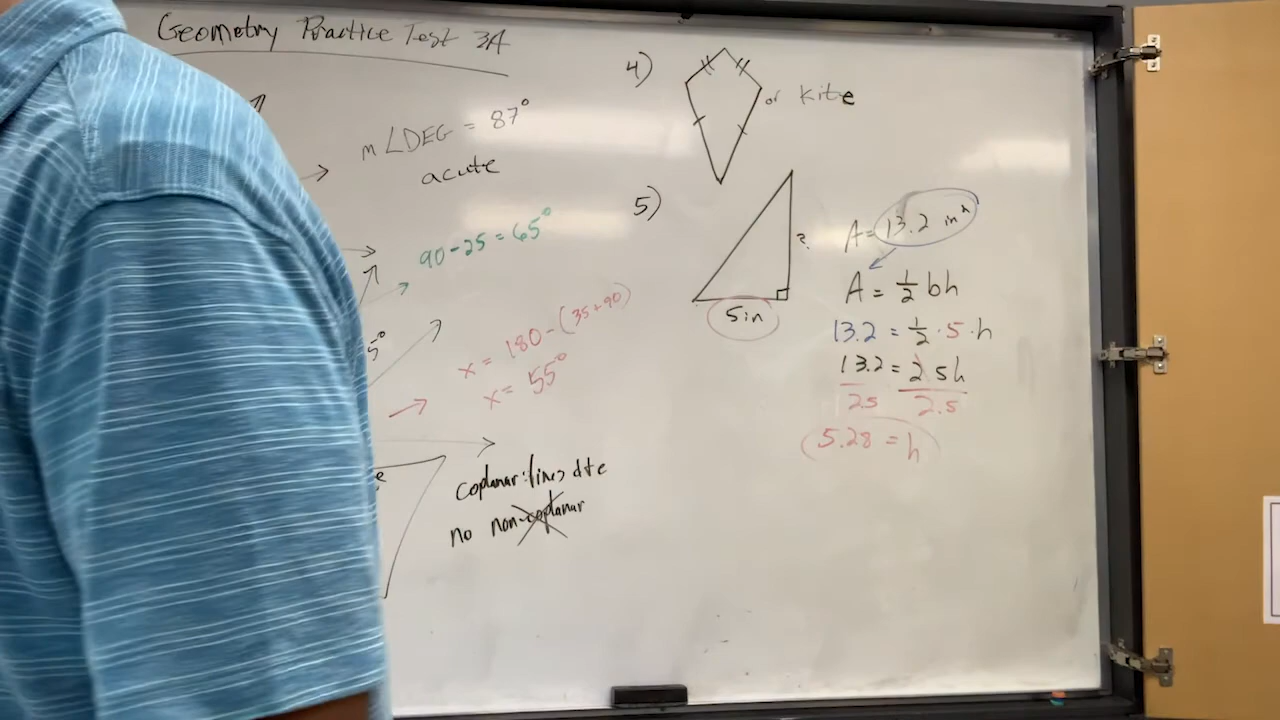 Geometry Practice Test 3A
m∠DEG = 87°
acute
90-25=65°
5°
x = 180-(35+90)
x = 55°
e
coplanar: lines d+e
no non-coplanar
4)
or kite
5)
?
5in
A=13.2 in²
A = 1/2 bh
13.2 = 1/2 · 5 · h
13.2 = 2.5h
2.5 2.5
5.28 = h